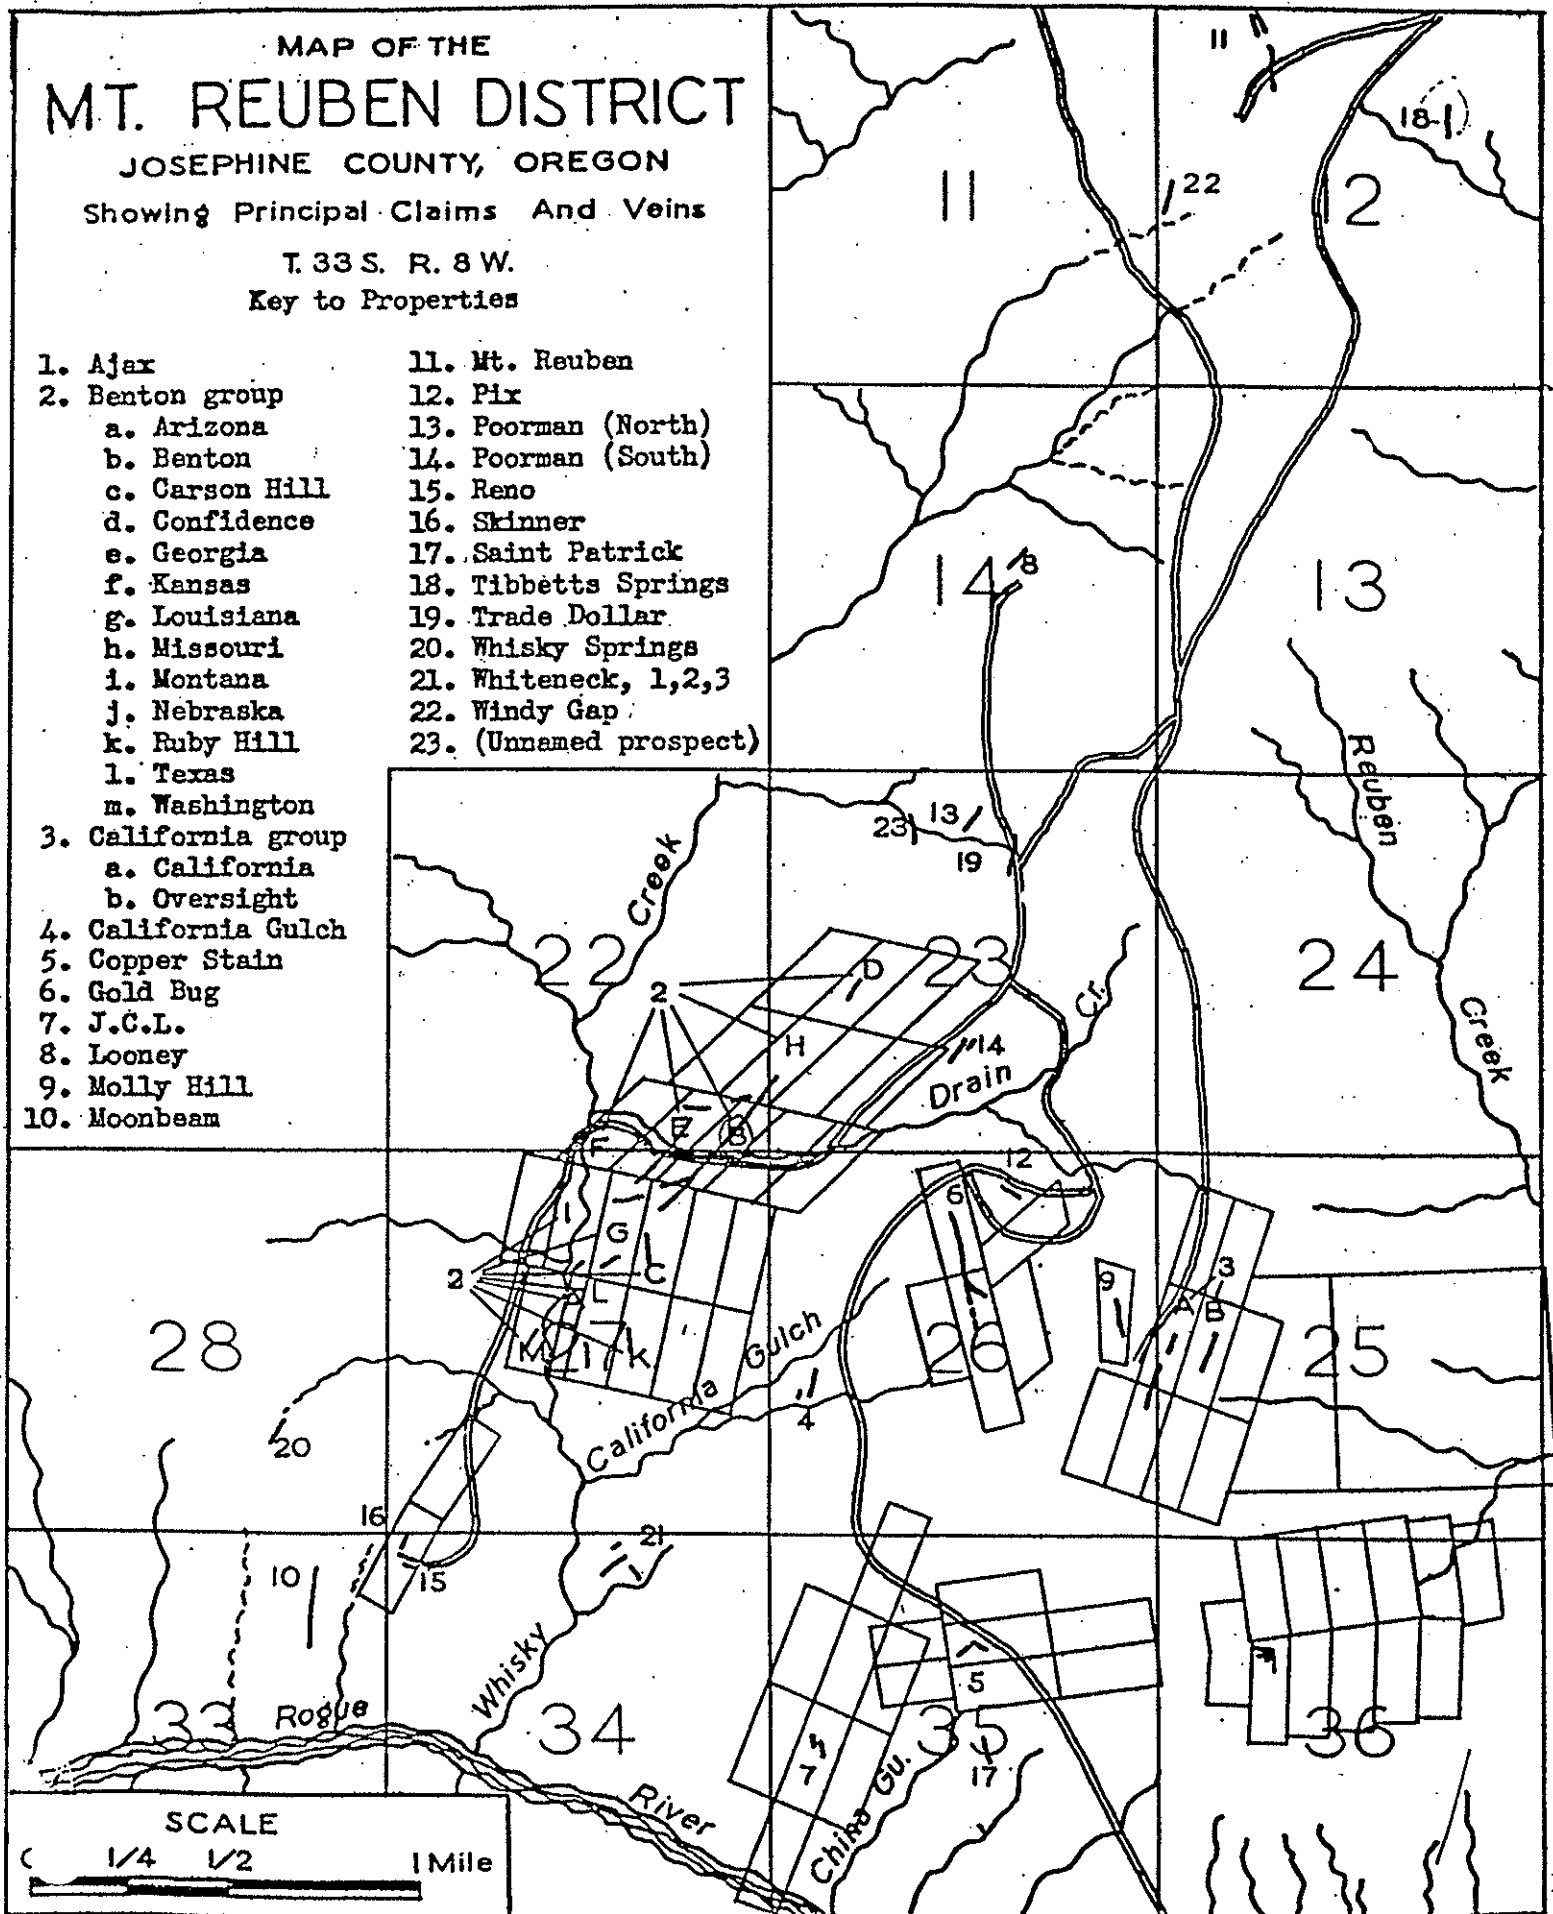 MAP OF THE
MT. REUBEN DISTRICT
JOSEPHINE COUNTY, OREGON
Showing Principal Claims And Veins
T. 33 S. R. 8 W.
Key to Properties
1. Ajax
2. Benton group
a. Arizona
b. Benton
c. Carson Hill
d. Confidence
e. Georgia
f. Kansas
g. Louisiana
h. Missouri
i. Montana
j. Nebraska
k. Ruby Hill
l. Texas
m. Washington
3. California group
a. California
b. Oversight
4. California Gulch
5. Copper Stain
6. Gold Bug
7. J.C.L.
8. Looney
9. Molly Hill
10. Moonbeam
11. Mt. Reuben
12. Pix
13. Poorman (North)
14. Poorman (South)
15. Reno
16. Skinner
17. Saint Patrick
18. Tibbetts Springs
19. Trade Dollar
20. Whisky Springs
21. Whiteneck, 1,2,3
22. Windy Gap
23. (Unnamed prospect)
11
18
11
22
12
14
8
13
Reuben
Creek
13
23
19
Creek
22
23
24
2
D
H
14
Cr.
Drain
E
B
F
12
6
I
G
C
2
L
M
K
9
3
A
B
28
Gulch
California
26
25
4
20
16
15
10
21
Whisky
33
Rogue
34
River
5
35
36
7
17
China Gu.
SCALE
1/4 1/2 1 Mile